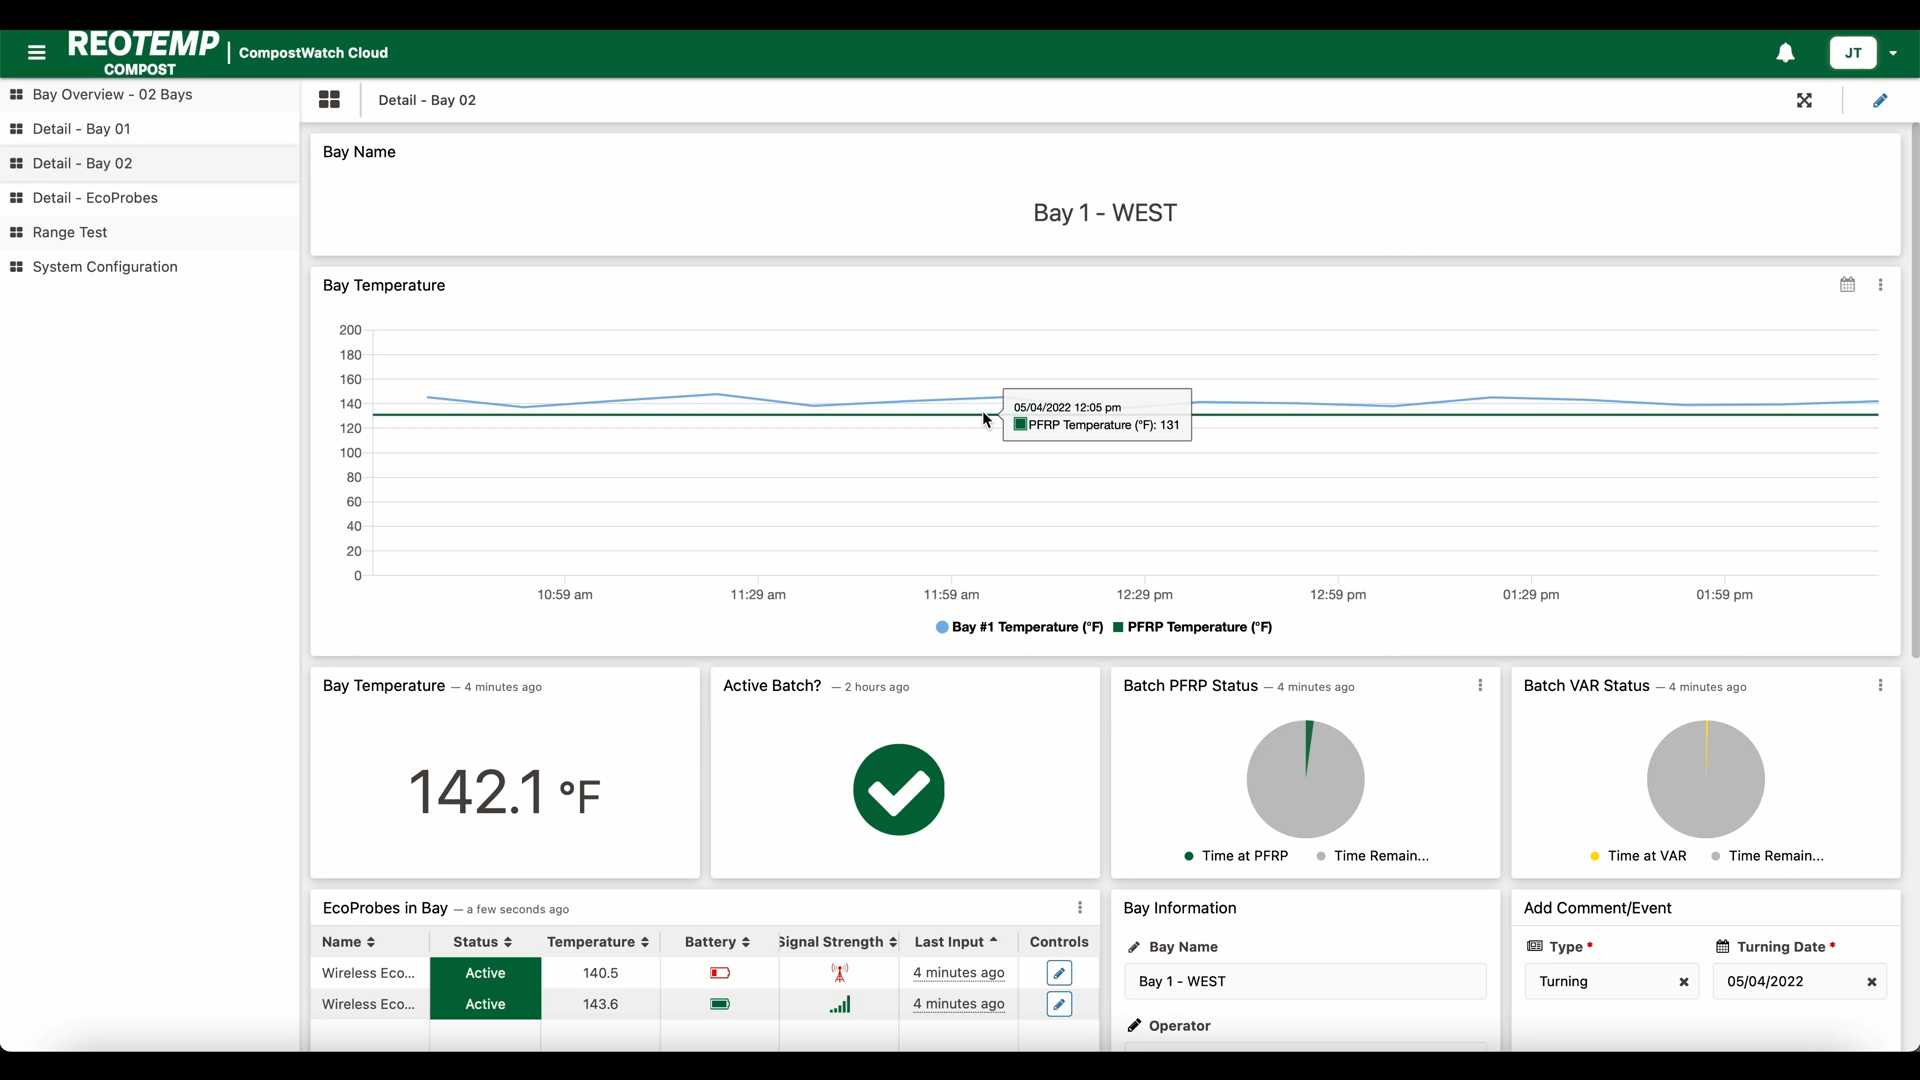 REOTEMP
COMPOST
CompostWatch Cloud
JT
Bay Overview - 02 Bays
Detail - Bay 01
Detail - Bay 02
Detail - EcoProbes
Range Test
System Configuration
Detail - Bay 02
Bay Name
Bay 1 - WEST
Bay Temperature
200
180
160
140
120
100
80
60
40
20
0
05/04/2022 12:05 pm
PFRP Temperature (°F): 131
10:59 am 11:29 am 11:59 am 12:29 pm 12:59 pm 01:29 pm 01:59 pm
Bay #1 Temperature (°F) PFRP Temperature (°F)
Bay Temperature — 4 minutes ago
142.1 °F
Active Batch? — 2 hours ago
Batch PFRP Status — 4 minutes ago
Time at PFRP Time Remain...
Batch VAR Status — 4 minutes ago
Time at VAR Time Remain...
EcoProbes in Bay — a few seconds ago
Name Status Temperature Battery Signal Strength Last Input Controls
Wireless Eco... Active 140.5 4 minutes ago
Wireless Eco... Active 143.6 4 minutes ago
Bay Information
Bay Name
Bay 1 - WEST
Operator
Add Comment/Event
Type * Turning Date *
Turning 05/04/2022